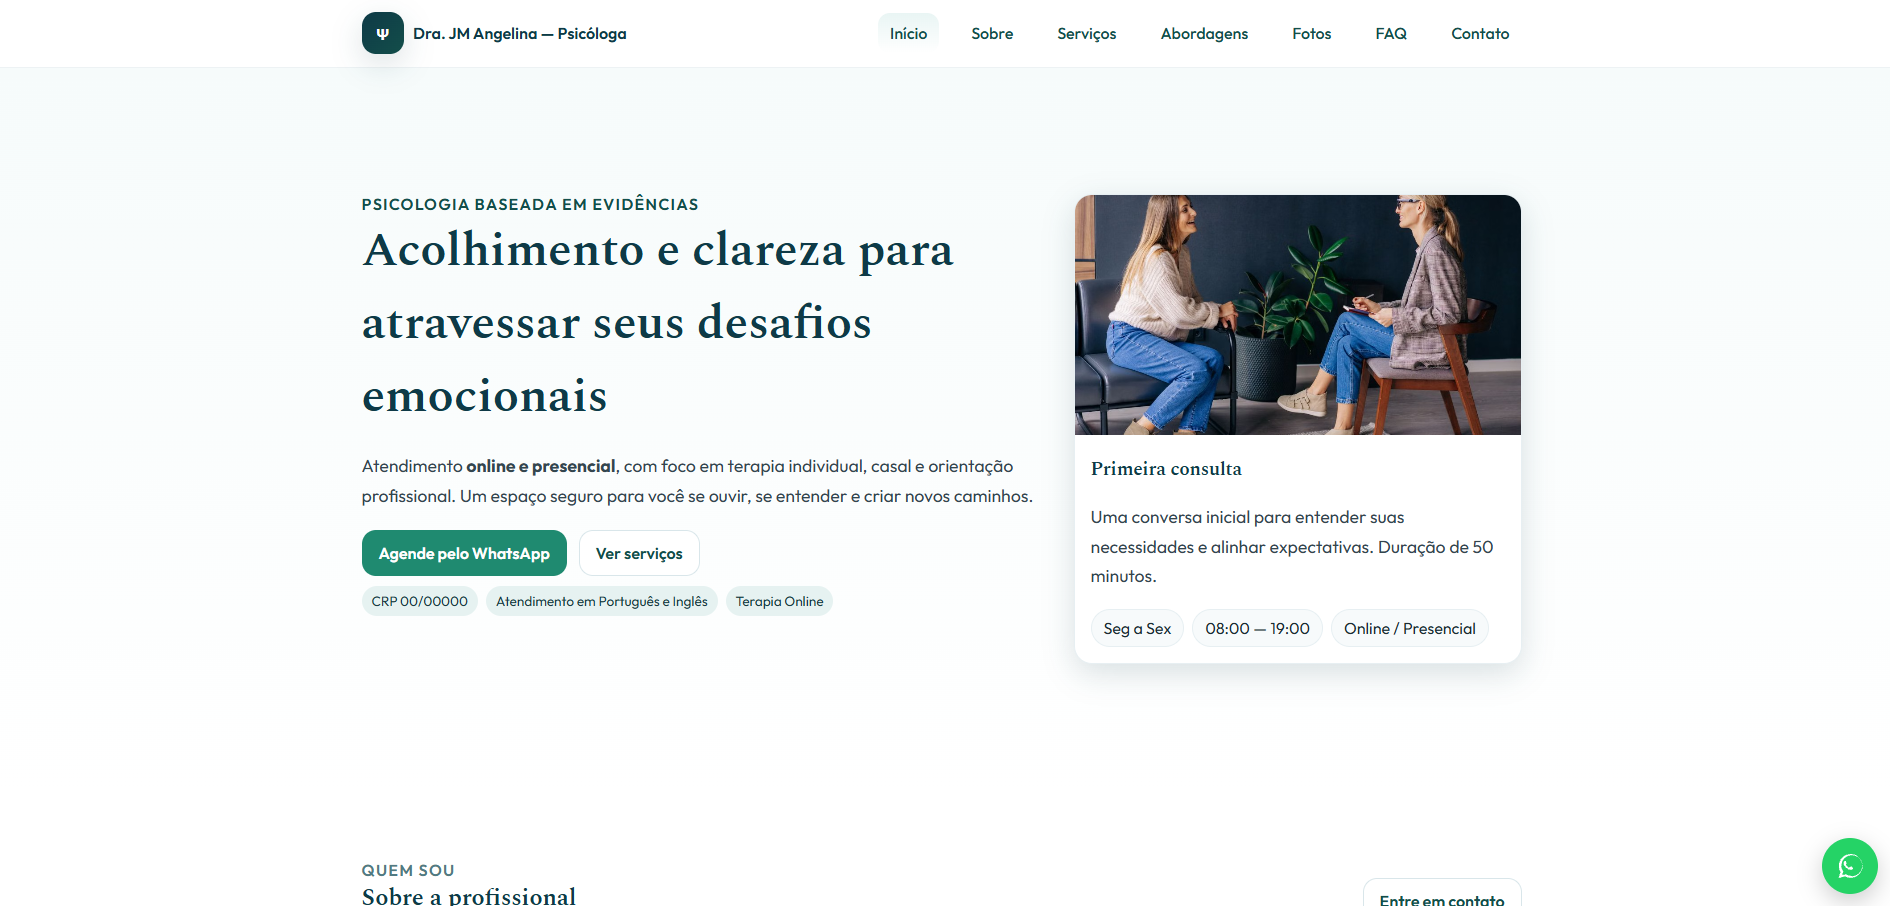 Ψ
Dra. JM Angelina — Psicóloga
Início
Sobre
Serviços
Abordagens
Fotos
FAQ
Contato
PSICOLOGIA BASEADA EM EVIDÊNCIAS
Acolhimento e clareza para
atravessar seus desafios
emocionais
Atendimento online e presencial, com foco em terapia individual, casal e orientação
profissional. Um espaço seguro para você se ouvir, se entender e criar novos caminhos.
Agende pelo WhatsApp
Ver serviços
CRP 00/00000
Atendimento em Português e Inglês
Terapia Online
Primeira consulta
Uma conversa inicial para entender suas
necessidades e alinhar expectativas. Duração de 50
minutos.
Seg a Sex
08:00 — 19:00
Online / Presencial
QUEM SOU
Sobre a profissional
Entre em contato